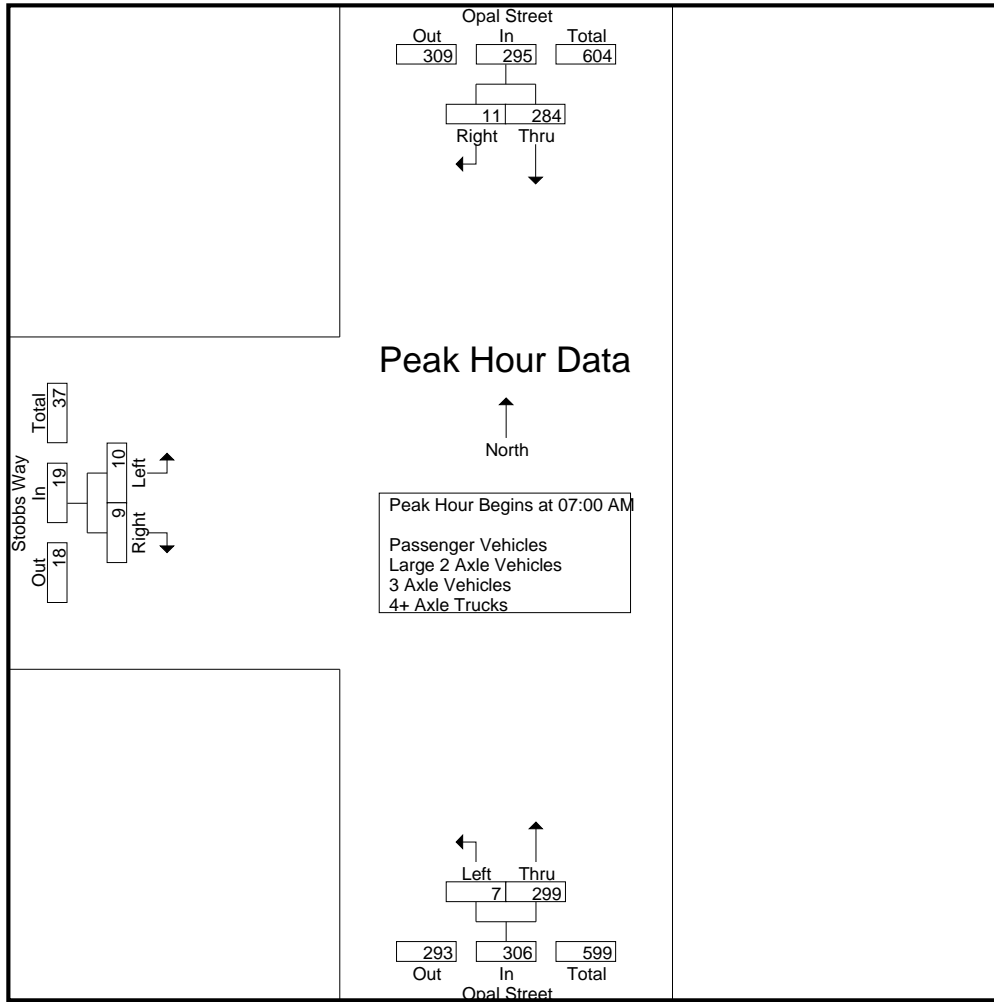 Opal Street
Out In Total
309 295 604
11 284
Right Thru
Peak Hour Data
North
Peak Hour Begins at 07:00 AM
Passenger Vehicles
Large 2 Axle Vehicles
3 Axle Vehicles
4+ Axle Trucks
Stobbs Way
Out In Total
18 19 37
9 10
Right Left
Left Thru
7 299
293 306 599
Out In Total
Opal Street